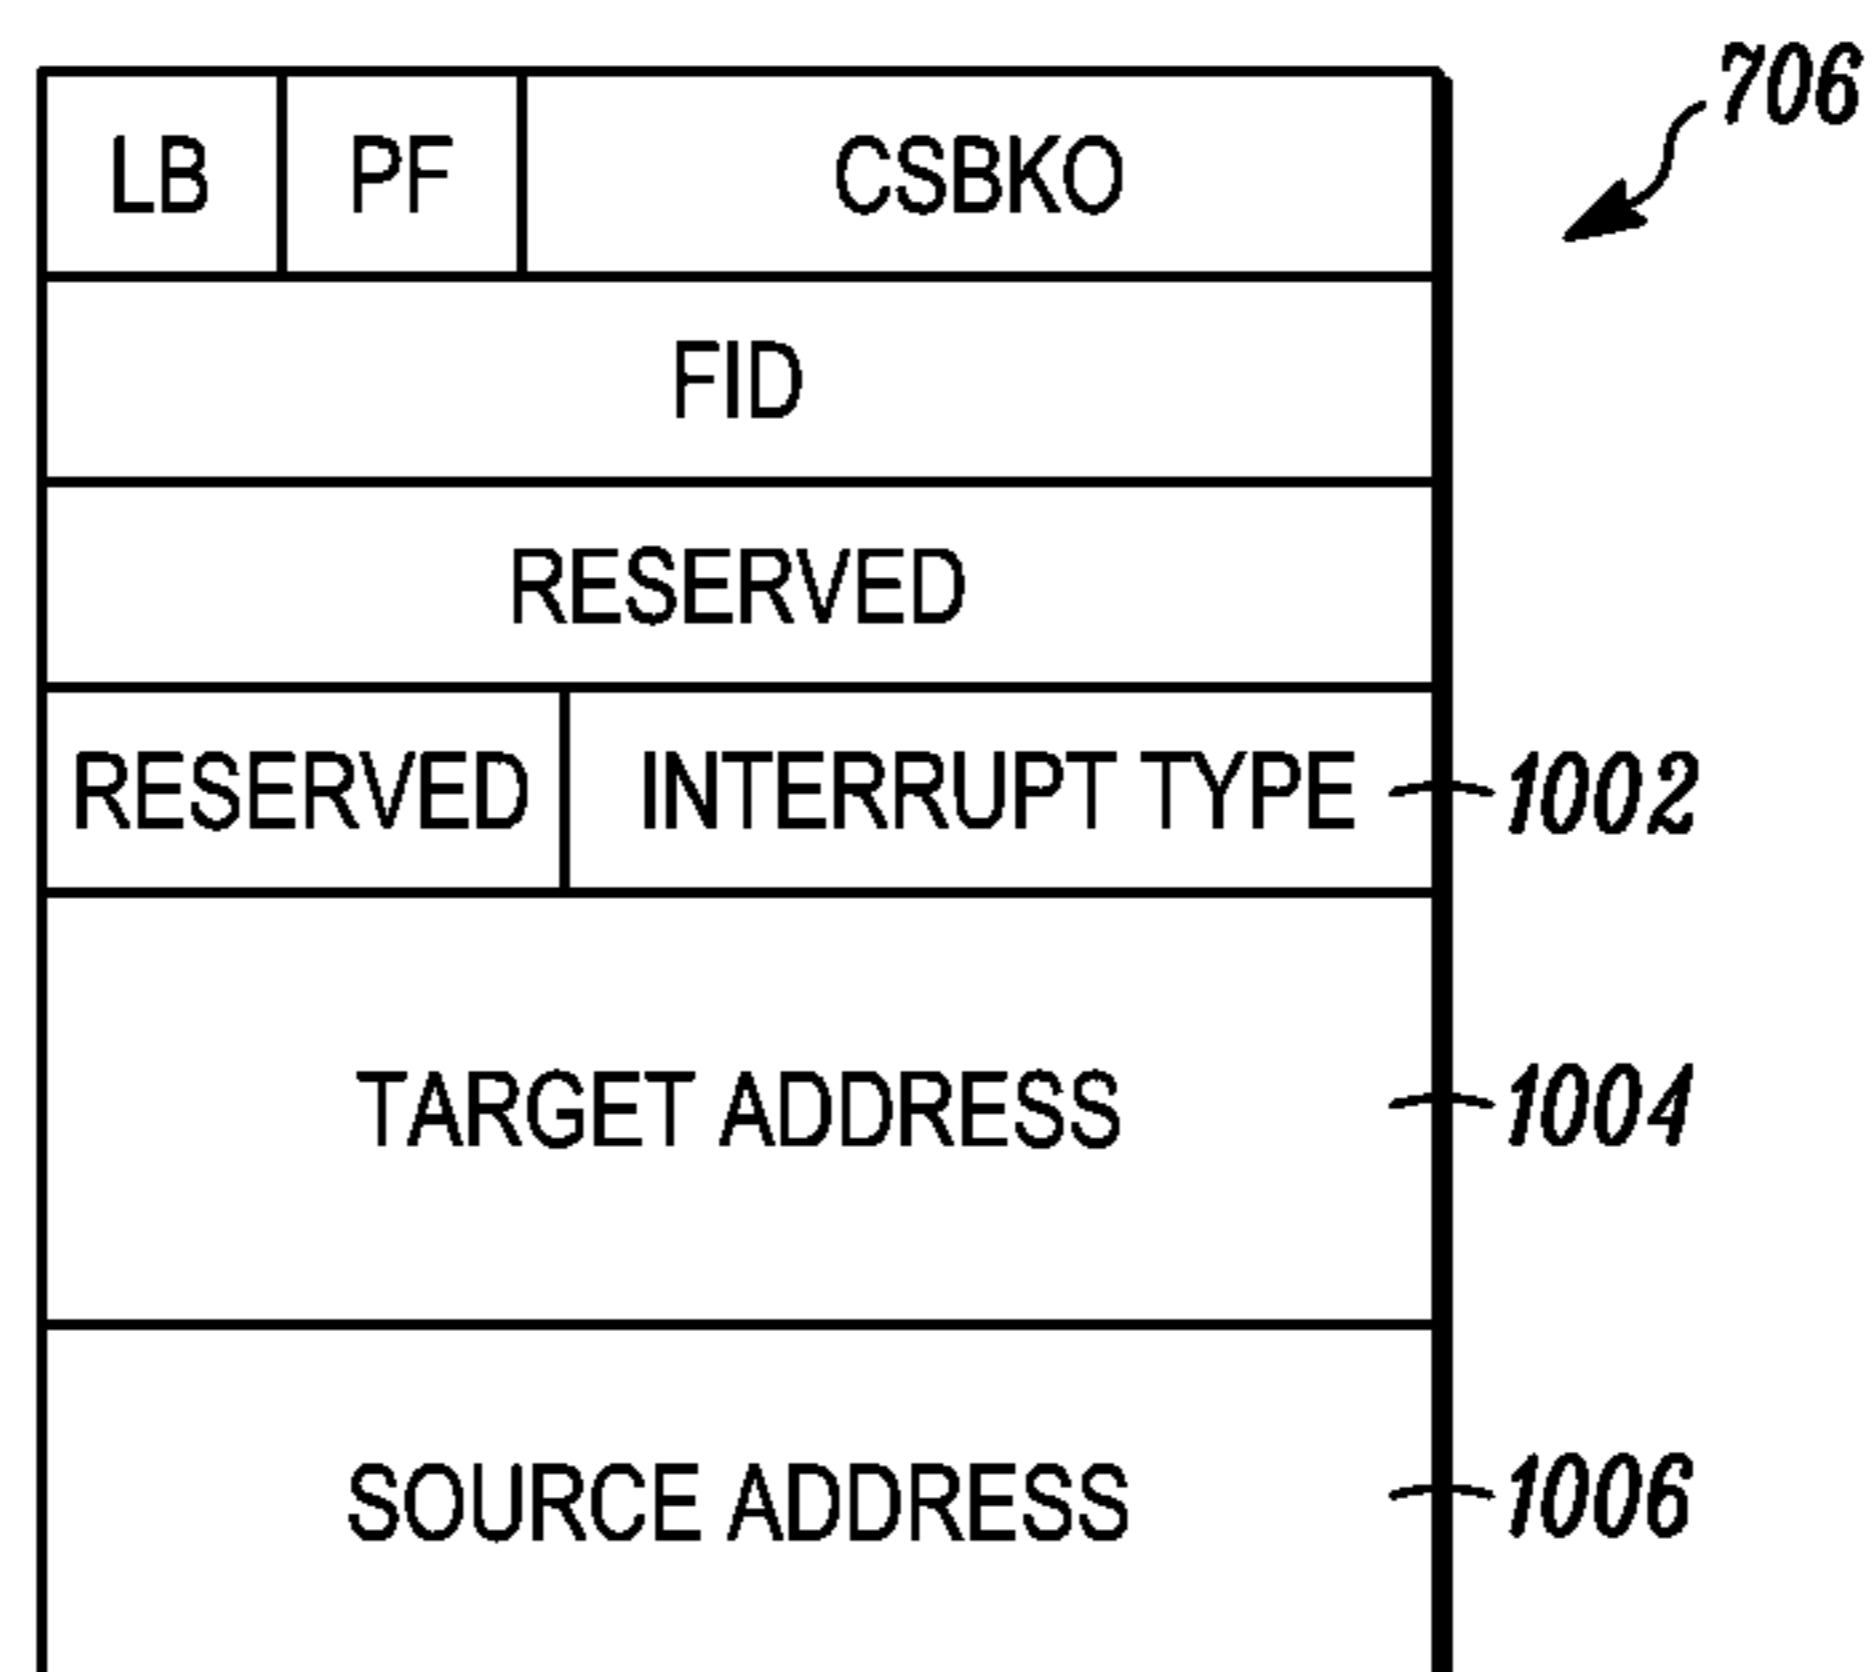 706
LB PF CSBKO
FID
RESERVED
RESERVED INTERRUPT TYPE 1002
TARGET ADDRESS 1004
SOURCE ADDRESS 1006